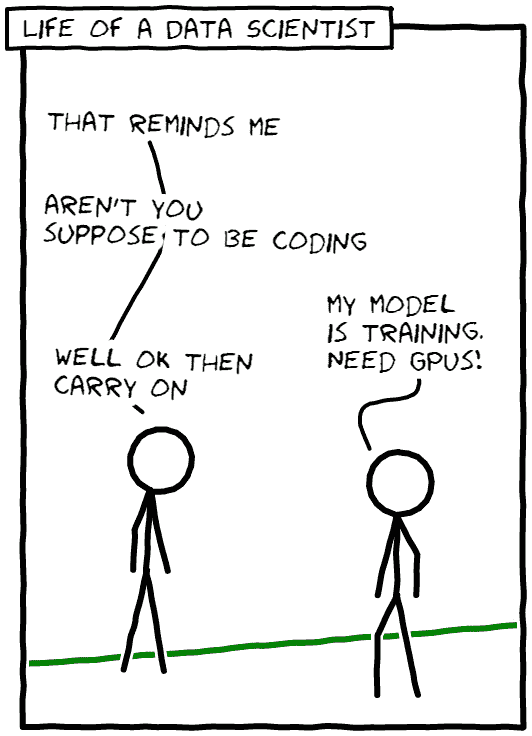 LIFE OF A DATA SCIENTIST
THAT REMINDS ME
AREN'T YOU
SUPPOSE TO BE CODING
MY MODEL
IS TRAINING.
NEED GPUS!
WELL OK THEN
CARRY ON